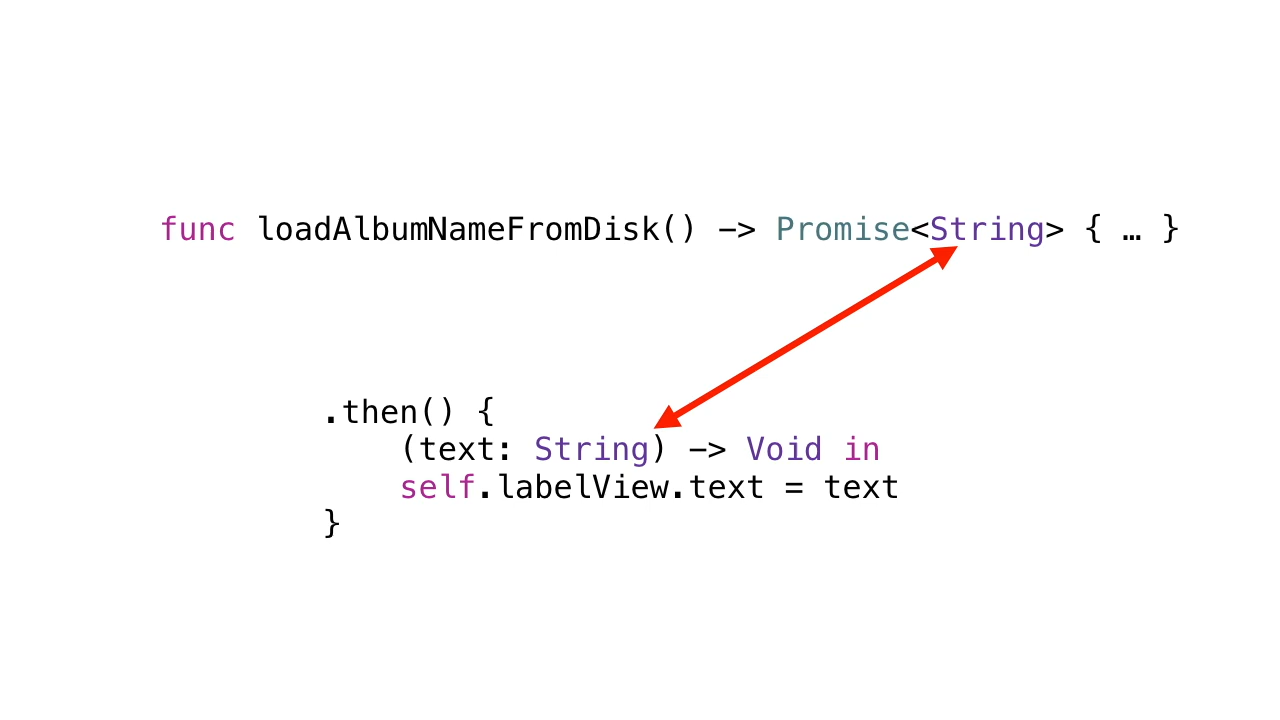 func loadAlbumNameFromDisk() -> Promise<String> { … }
.then() {
(text: String) -> Void in
self.labelView.text = text
}